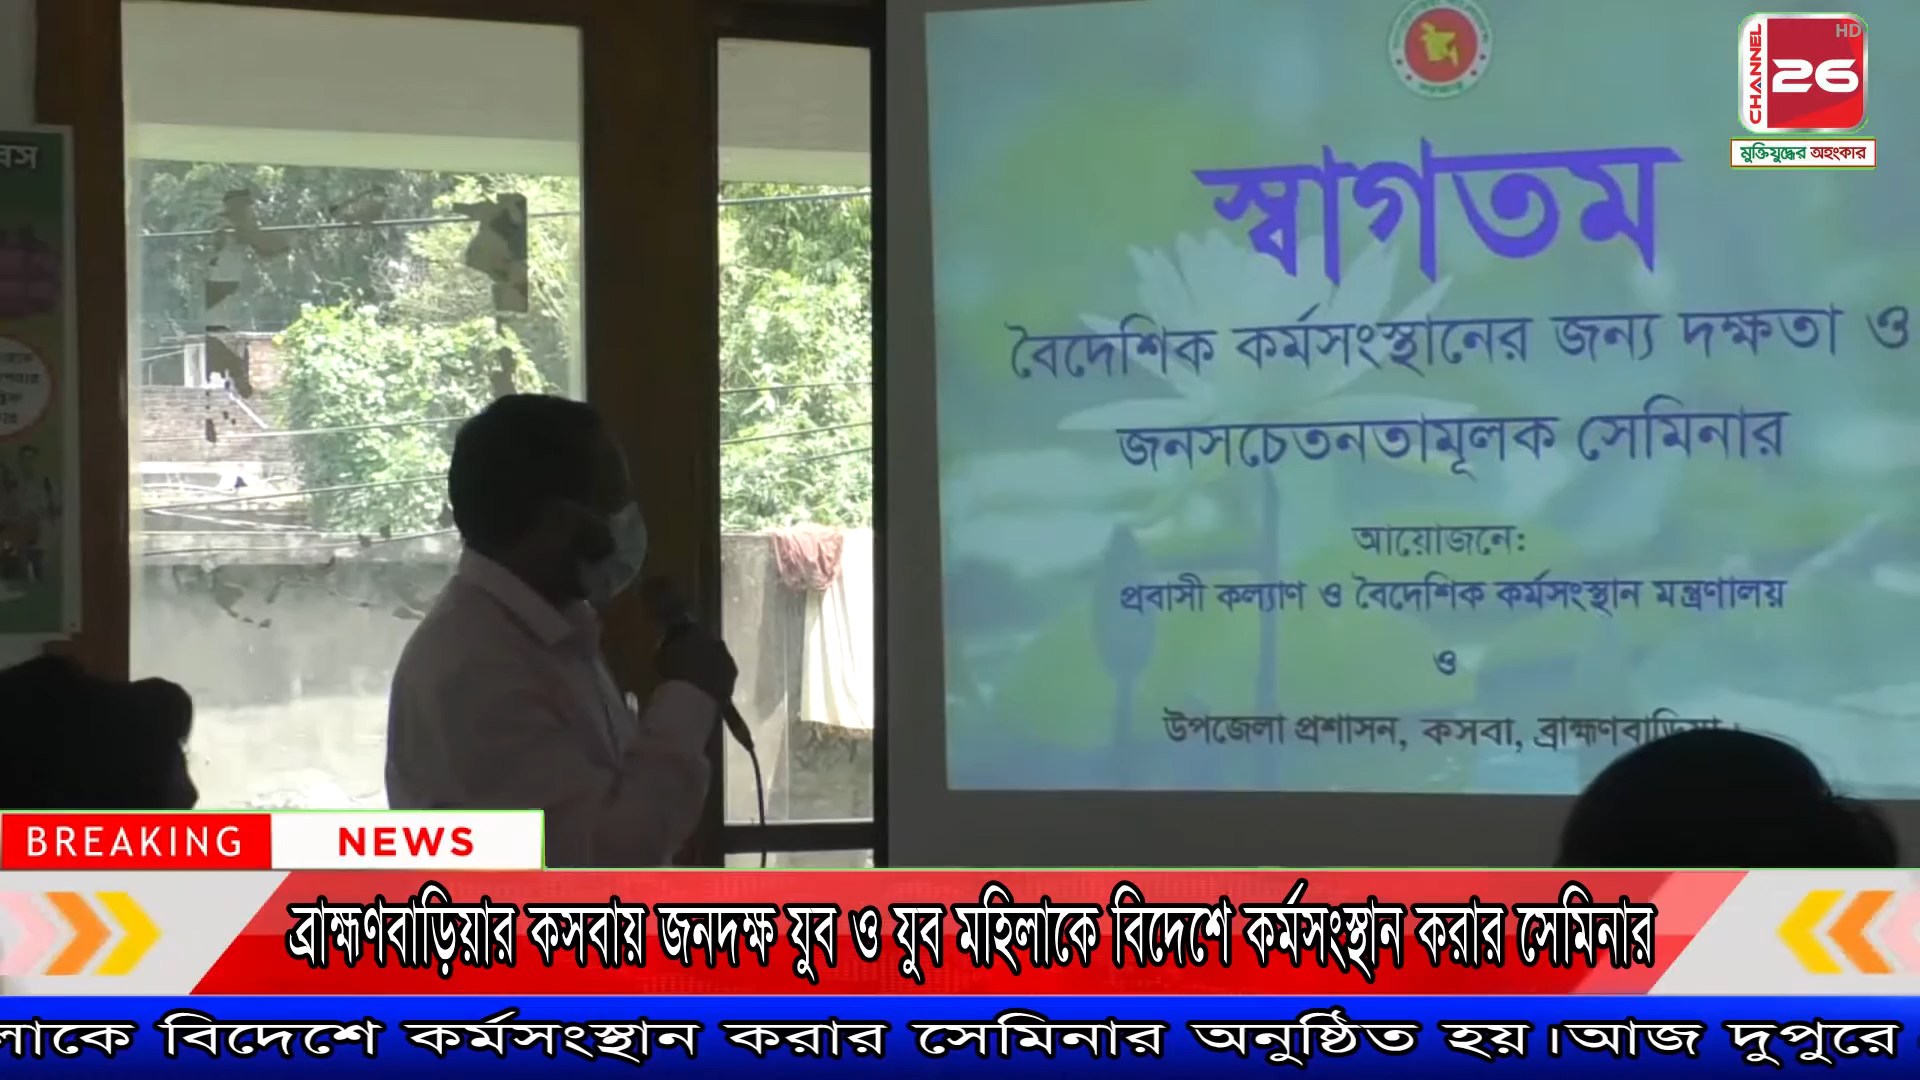 HD
CHANNEL 26
মুক্তিযুদ্ধের অহংকার
স্বাগতম
বৈদেশিক কর্মসংস্থানের জন্য দক্ষতা ও
জনসচেতনতামূলক সেমিনার
আয়োজনে:
প্রবাসী কল্যাণ ও বৈদেশিক কর্মসংস্থান মন্ত্রণালয়
ও
উপজেলা প্রশাসন, কসবা, ব্রাহ্মণবাড়িয়া।
BREAKING NEWS
ব্রাহ্মণবাড়িয়ার কসবায় জনদক্ষ যুব ও যুব মহিলাকে বিদেশে কর্মসংস্থান করার সেমিনার
লাকে বিদেশে কর্মসংস্থান করার সেমিনার অনুষ্ঠিত হয়।আজ দুপুরে